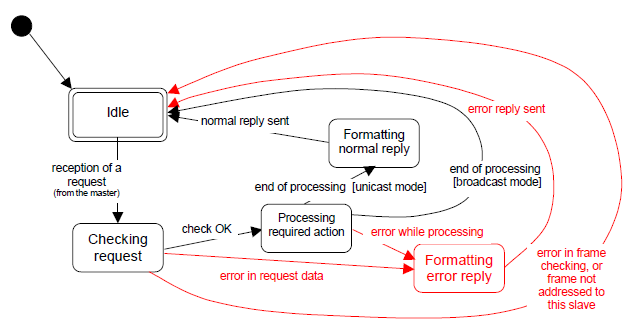 Idle
error reply sent
normal reply sent
Formatting
normal reply
reception of a
request
(from the master)
end of processing
[broadcast mode]
end of processing  [unicast mode]
Processing
required action
check OK
Checking
request
error while processing
Formatting
error reply
error in request data
error in frame
checking, or
frame not
addressed to
this slave